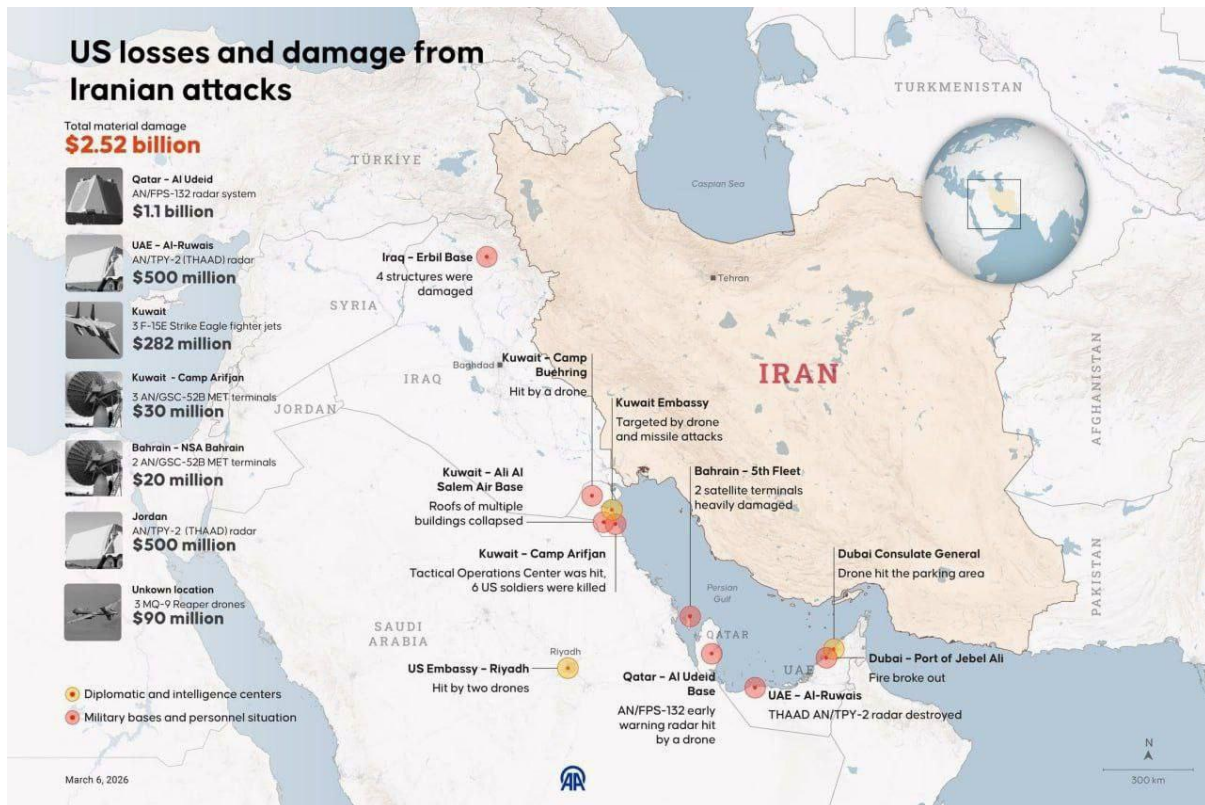 US losses and damage from
Iranian attacks
Total material damage
$2.52 billion
Qatar - Al Udeid
AN/FPS-132 radar system
$1.1 billion
UAE - Al-Ruwais
AN/TPY-2 (THAAD) radar
$500 million
Kuwait
3 F-15E Strike Eagle fighter jets
$282 million
Kuwait - Camp Arifjan
3 AN/GSC-52B MET terminals
$30 million
Bahrain - NSA Bahrain
2 AN/GSC-52B MET terminals
$20 million
Jordan
AN/TPY-2 (THAAD) radar
$500 million
Unkown location
3 MQ-9 Reaper drones
$90 million
Diplomatic and intelligence centers
Military bases and personnel situation
March 6, 2026
TÜRKİYE
SYRIA
JORDAN
IRAQ
Baghdad
SAUDI
ARABIA
Riyadh
Caspian Sea
TURKMENISTAN
Tehran
IRAN
AFGHANISTAN
PAKISTAN
Persian
Gulf
QATAR
UAE
Iraq - Erbil Base
4 structures were
damaged
Kuwait - Camp
Buehring
Hit by a drone
Kuwait Embassy
Targeted by drone
and missile attacks
Kuwait - Ali Al
Salem Air Base
Roofs of multiple
buildings collapsed
Bahrain - 5th Fleet
2 satellite terminals
heavily damaged
Kuwait - Camp Arifjan
Tactical Operations Center was hit,
6 US soldiers were killed
Dubai Consulate General
Drone hit the parking area
US Embassy - Riyadh
Hit by two drones
Qatar - Al Udeid
Base
AN/FPS-132 early
warning radar hit
by a drone
Dubai - Port of Jebel Ali
Fire broke out
UAE - Al-Ruwais
THAAD AN/TPY-2 radar destroyed
AA
N
300 km